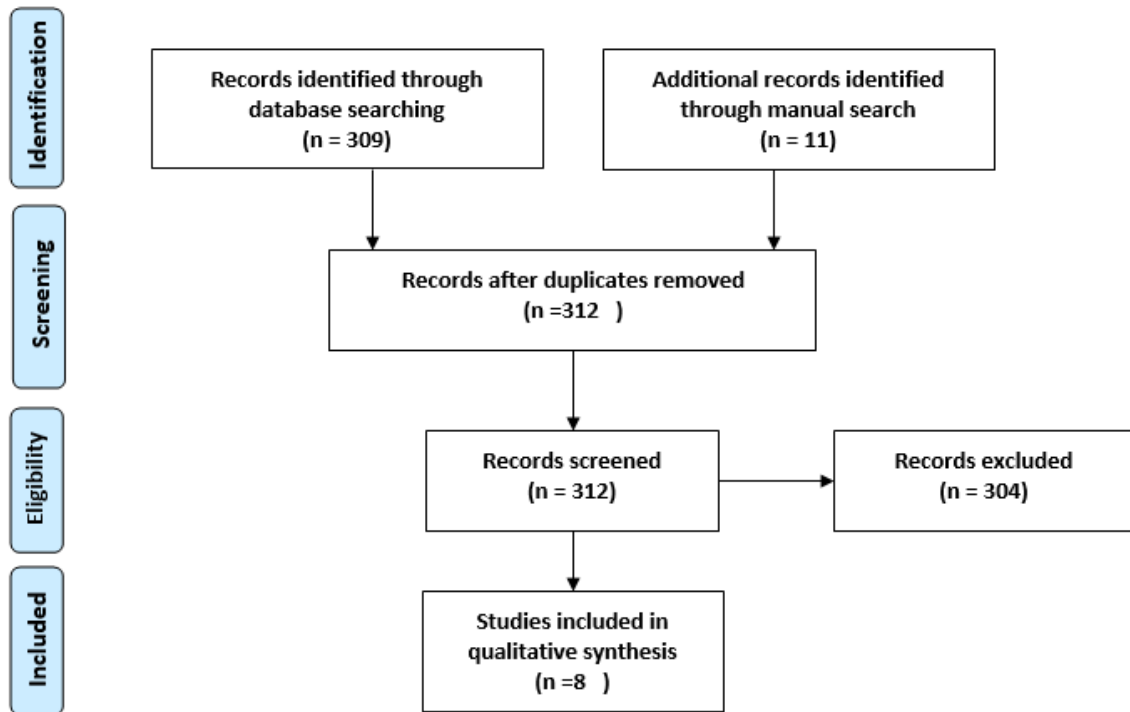 Identification
Records identified through
database searching
(n = 309)
Additional records identified
through manual search
(n = 11)
Screening
Records after duplicates removed
(n =312   )
Eligibility
Records screened
(n = 312)
Records excluded
(n = 304)
Included
Studies included in
qualitative synthesis
(n =8   )